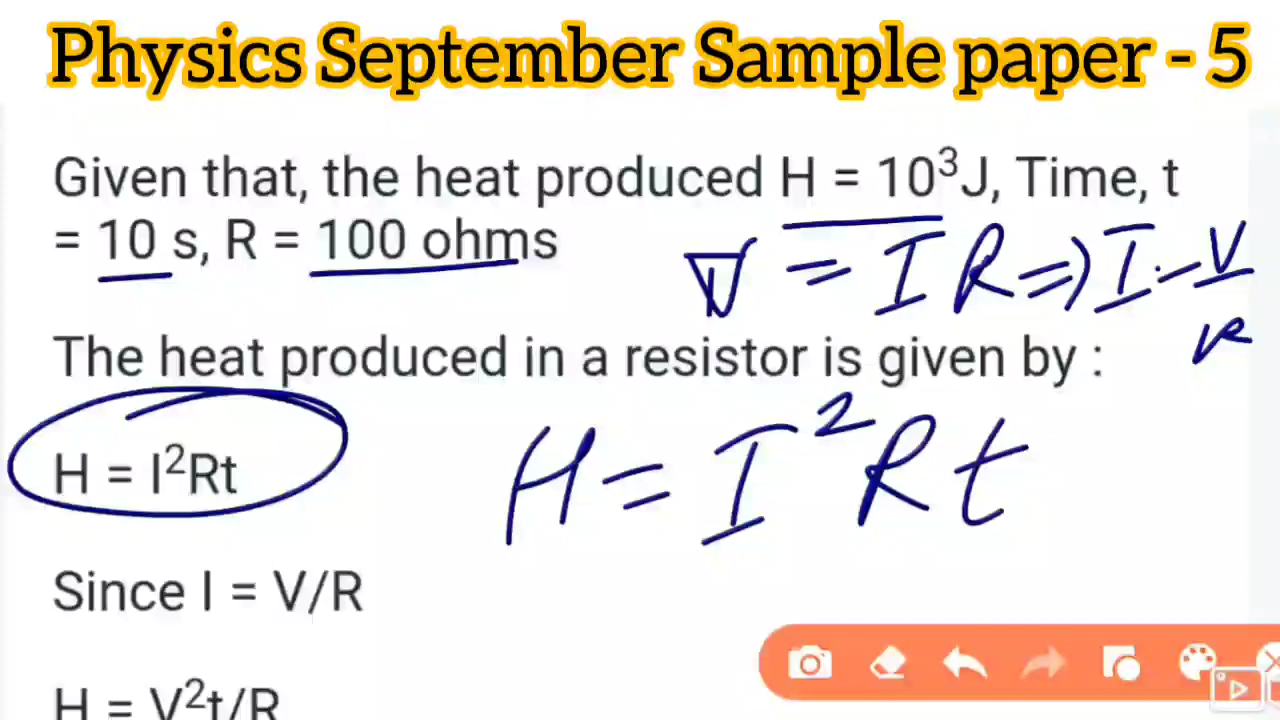 Physics September Sample paper - 5
Given that, the heat produced H = 10³J, Time, t
= 10 s, R = 100 ohms
V = I R ⇒ I = V/R
The heat produced in a resistor is given by :
H = I²Rt
H = I²Rt
Since I = V/R
H = V²t/R